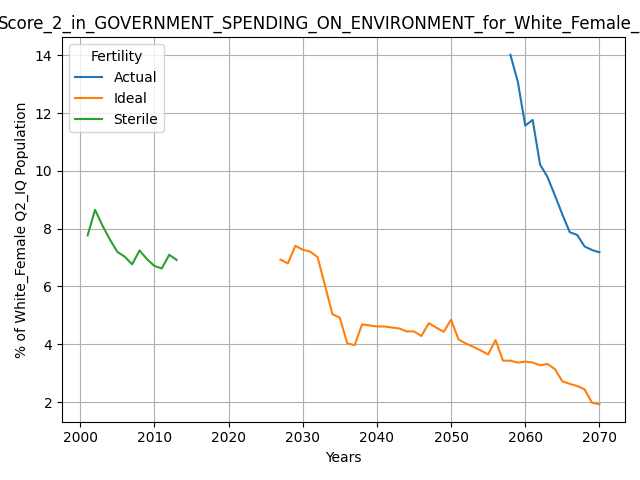 Score_2_in_GOVERNMENT_SPENDING_ON_ENVIRONMENT_for_White_Female_
Fertility
Actual
Ideal
Sterile
% of White_Female Q2_IQ Population
14
12
10
8
6
4
2
2000 2010 2020 2030 2040 2050 2060 2070
Years